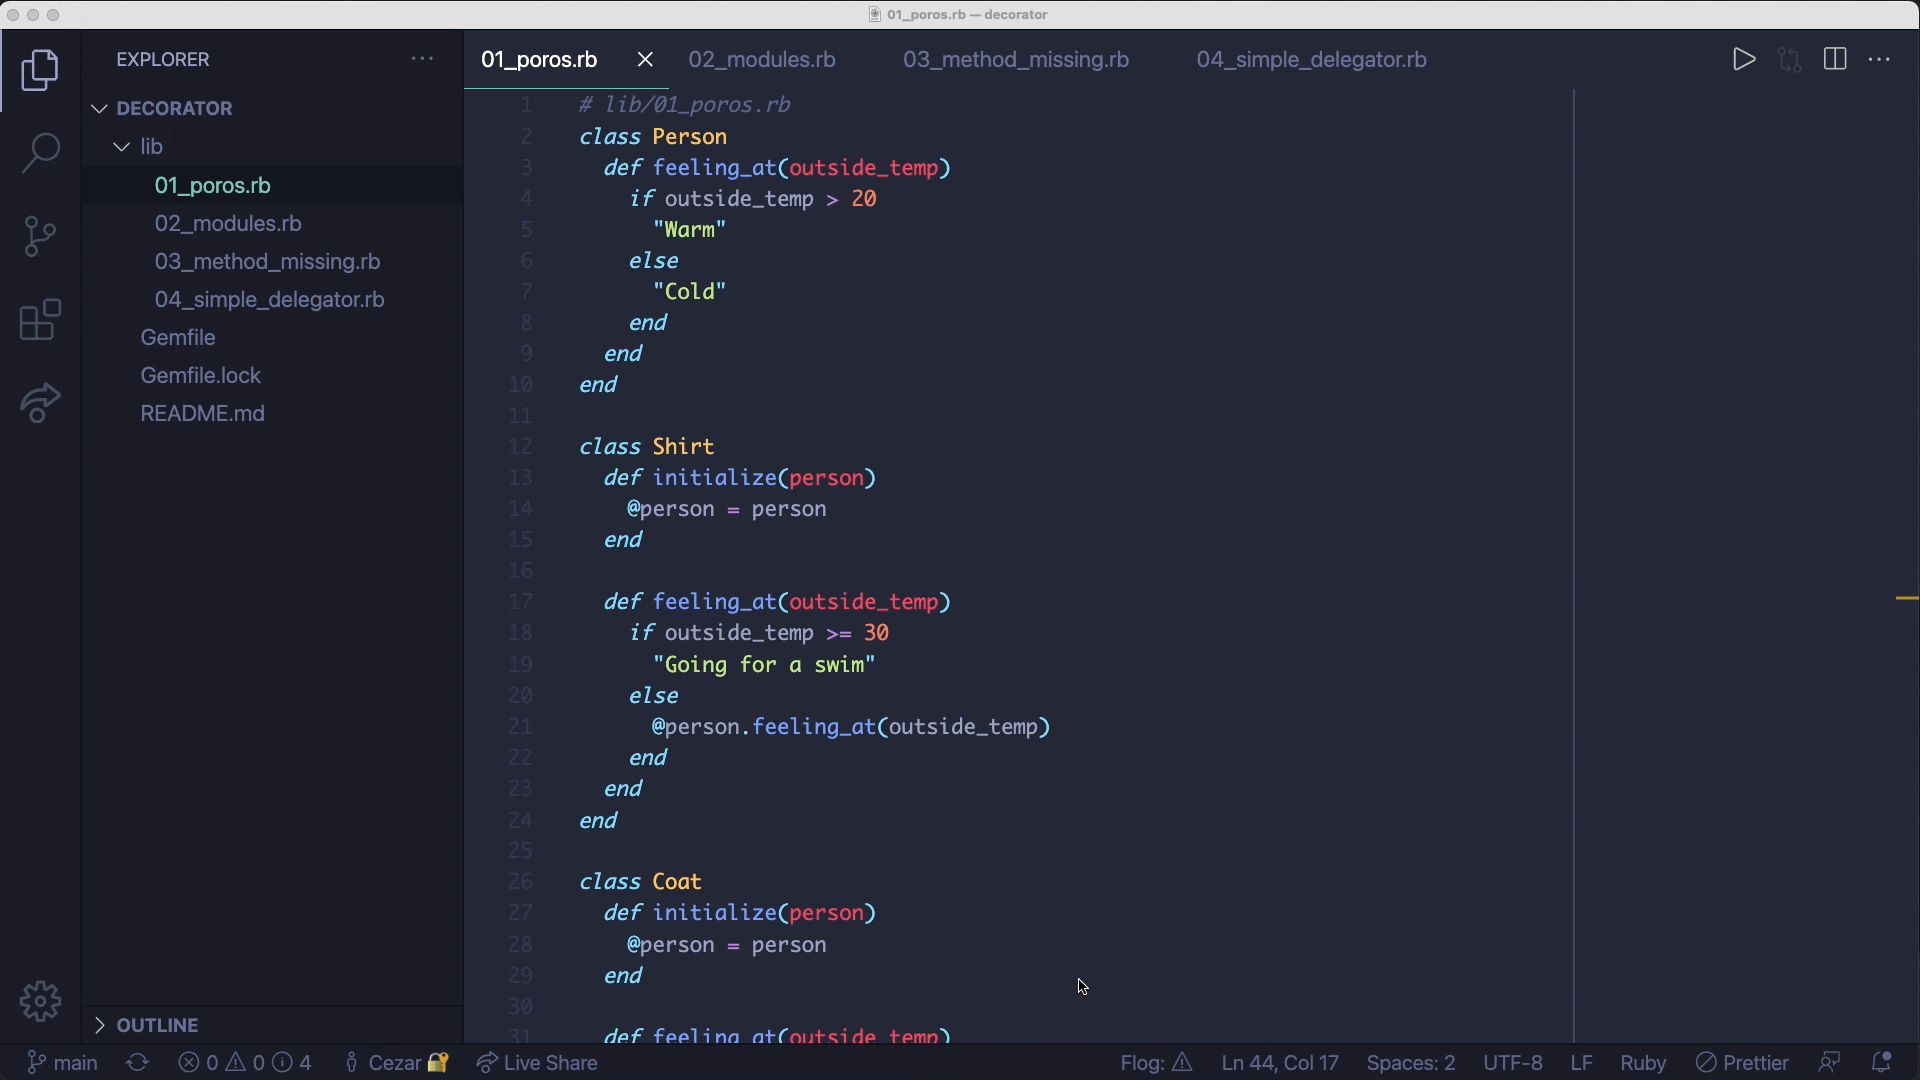 01_poros.rb — decorator
EXPLORER
DECORATOR
lib
01_poros.rb
02_modules.rb
03_method_missing.rb
04_simple_delegator.rb
Gemfile
Gemfile.lock
README.md
OUTLINE
01_poros.rb 02_modules.rb 03_method_missing.rb 04_simple_delegator.rb
1 # lib/01_poros.rb
2 class Person
3 def feeling_at(outside_temp)
4 if outside_temp > 20
5 "Warm"
6 else
7 "Cold"
8 end
9 end
10 end
11
12 class Shirt
13 def initialize(person)
14 @person = person
15 end
16
17 def feeling_at(outside_temp)
18 if outside_temp >= 30
19 "Going for a swim"
20 else
21 @person.feeling_at(outside_temp)
22 end
23 end
24 end
25
26 class Coat
27 def initialize(person)
28 @person = person
29 end
30
31 def feeling_at(outside_temp)
main 0 0 4 Cezar Live Share Flog: Ln 44, Col 17 Spaces: 2 UTF-8 LF Ruby Prettier